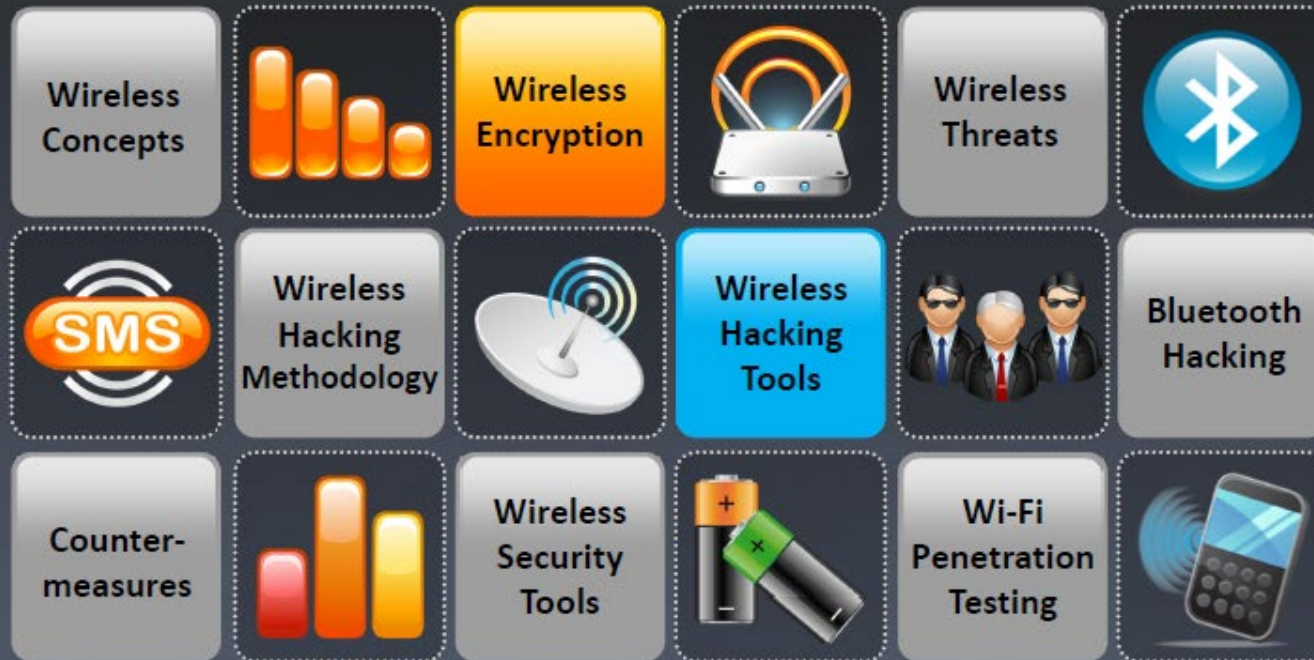 Wireless
Concepts
Wireless
Encryption
Wireless
Threats
SMS
Wireless
Hacking
Methodology
Wireless
Hacking
Tools
Bluetooth
Hacking
Counter-
measures
Wireless
Security
Tools
+
-
+
-
Wi-Fi
Penetration
Testing